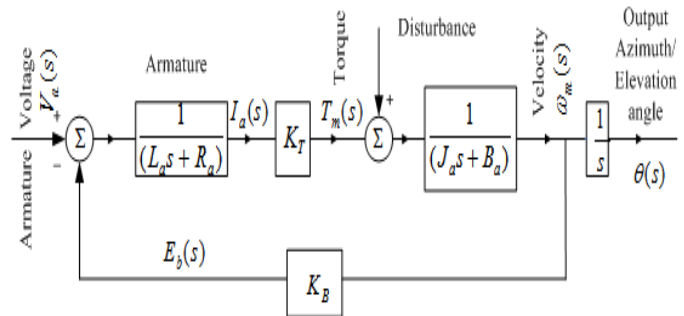 Armature Voltage
V_a(s)
+
−
Σ
Armature
1
(L_a s + R_a)
I_a(s)
K_T
Torque
T_m(s)
Disturbance
+
Σ
1
(J_a s + B_a)
Velocity
ω_m(s)
1
s
Output
Azimuth/
Elevation
angle
θ(s)
E_b(s)
K_B